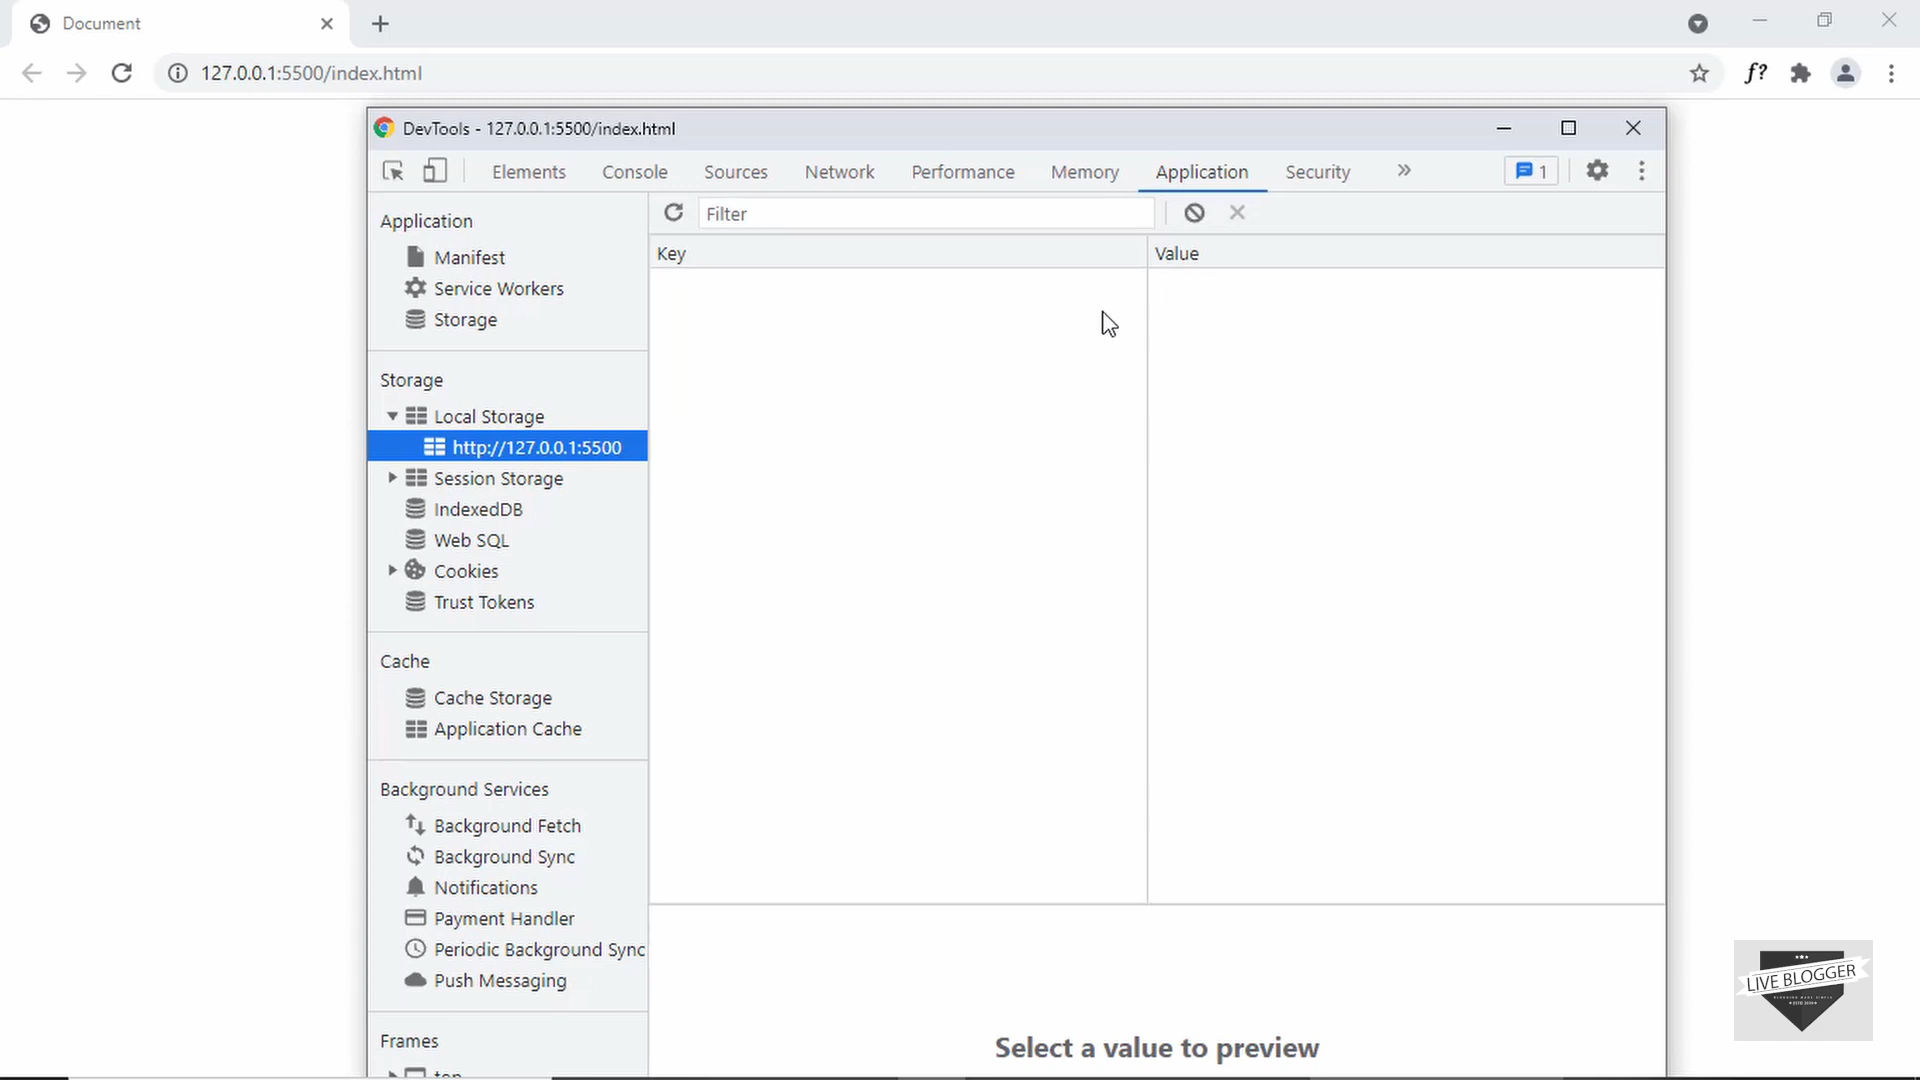 Document
127.0.0.1:5500/index.html
f?
DevTools - 127.0.0.1:5500/index.html
Elements Console Sources Network Performance Memory Application Security » 1
Application
Manifest
Service Workers
Storage
Storage
Local Storage
http://127.0.0.1:5500
Session Storage
IndexedDB
Web SQL
Cookies
Trust Tokens
Cache
Cache Storage
Application Cache
Background Services
Background Fetch
Background Sync
Notifications
Payment Handler
Periodic Background Sync
Push Messaging
Frames
top
Filter
Key Value
Select a value to preview
LIVE BLOGGER